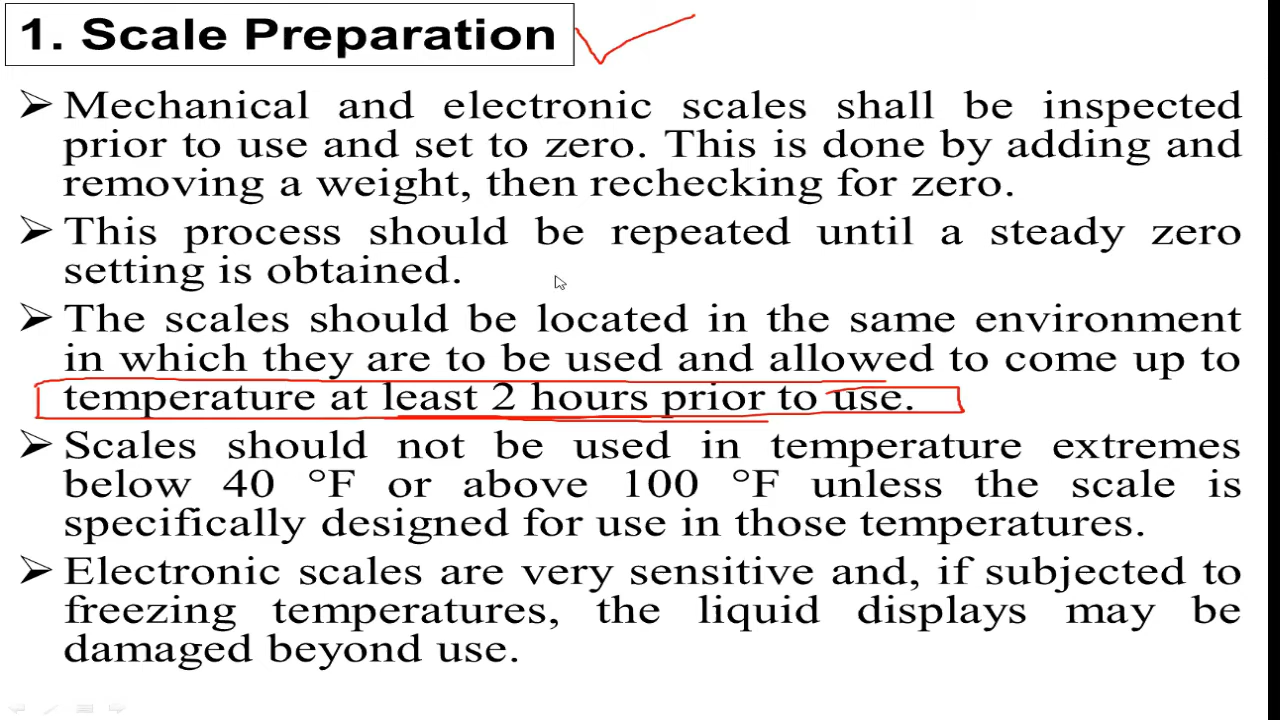 1. Scale Preparation
➢ Mechanical and electronic scales shall be inspected
prior to use and set to zero. This is done by adding and
removing a weight, then rechecking for zero.
➢ This process should be repeated until a steady zero
setting is obtained.
➢ The scales should be located in the same environment
in which they are to be used and allowed to come up to
temperature at least 2 hours prior to use.
➢ Scales should not be used in temperature extremes
below 40 °F or above 100 °F unless the scale is
specifically designed for use in those temperatures.
➢ Electronic scales are very sensitive and, if subjected to
freezing temperatures, the liquid displays may be
damaged beyond use.